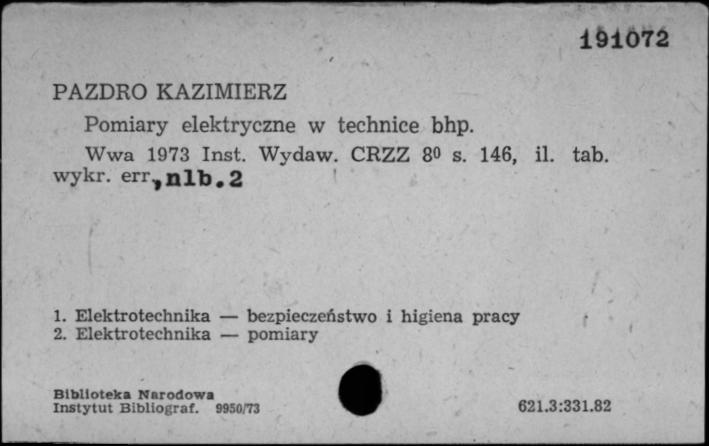 191072
PAZDRO KAZIMIERZ
Pomiary elektryczne w technice bhp.
Wwa 1973 Inst. Wydaw. CRZZ 8⁰ s. 146, il. tab.
wykr. err., nlb. 2
1. Elektrotechnika — bezpieczeństwo i higiena pracy
2. Elektrotechnika — pomiary
Biblioteka Narodowa
Instytut Bibliograf. 9950/73
621.3:331.82